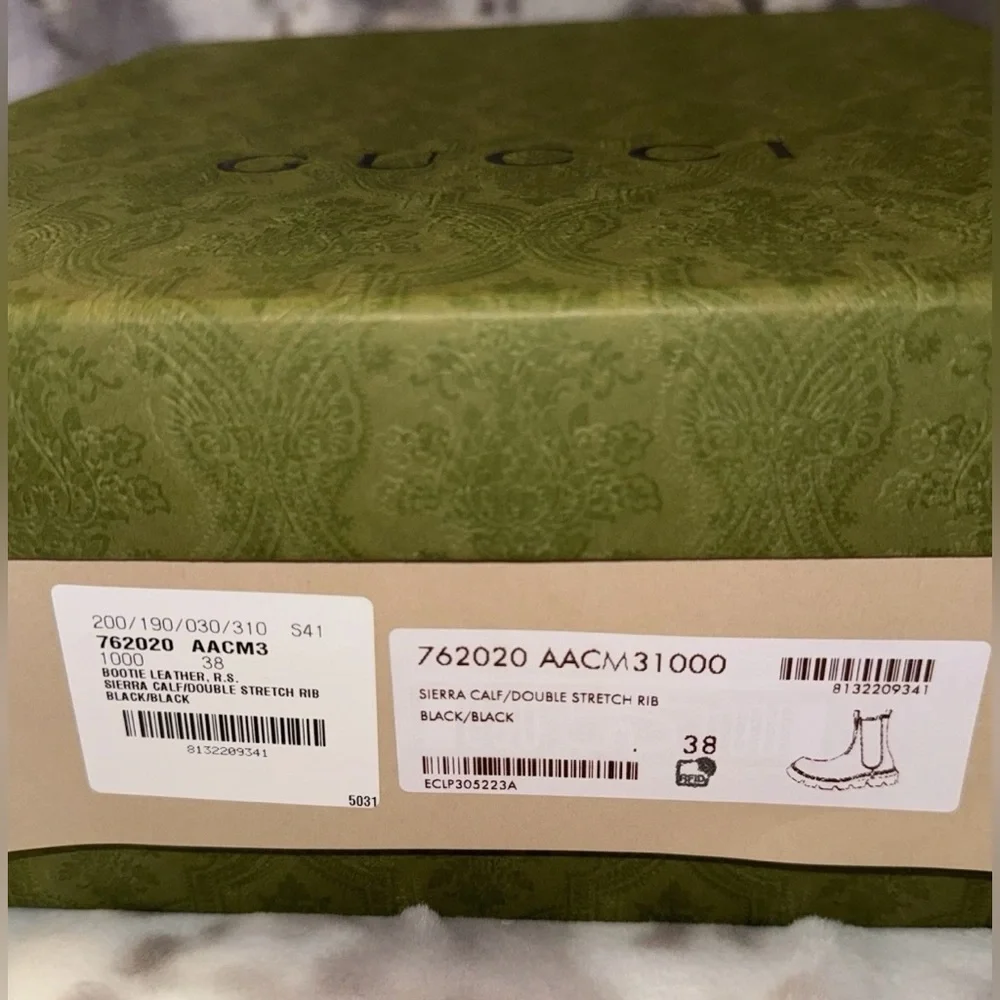 GUCCI
200/190/030/310 S41
762020 AACM3
1000 38
BOOTIE LEATHER, R.S.
SIERRA CALF/DOUBLE STRETCH RIB
BLACK/BLACK
8132209341
5031
762020 AACM31000
8132209341
SIERRA CALF/DOUBLE STRETCH RIB
BLACK/BLACK
38
RFID
ECLP305223A